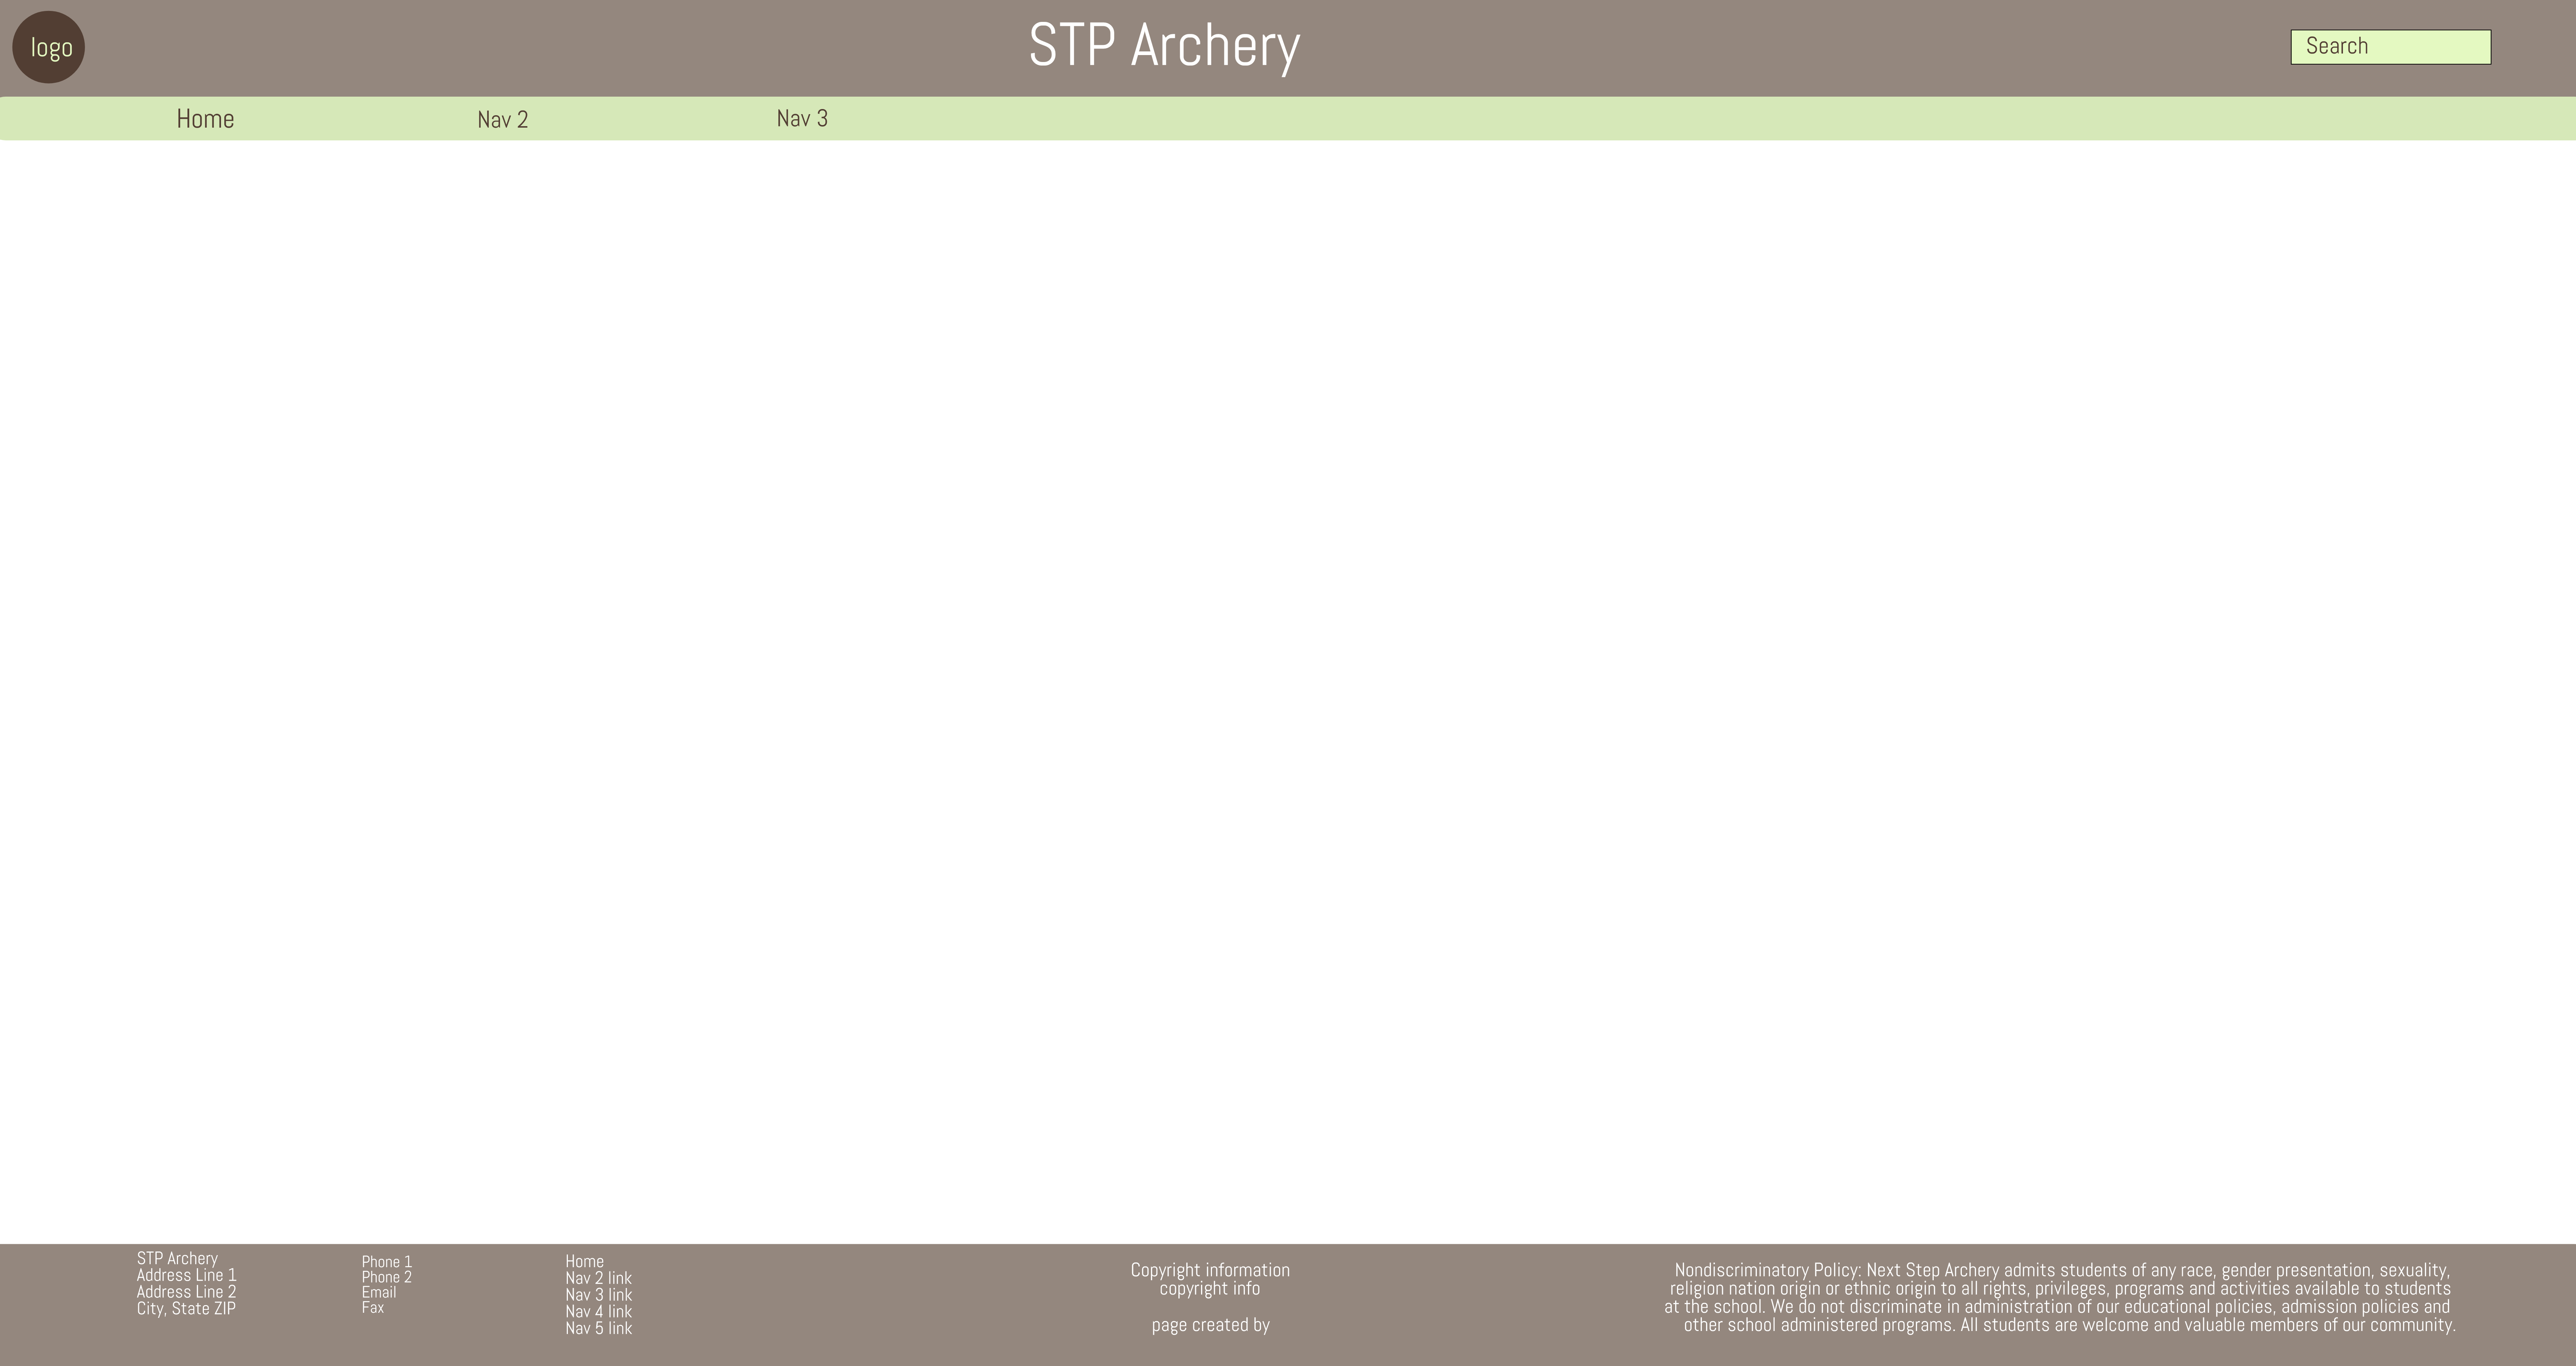 logo
STP Archery
Search
Home
Nav 2
Nav 3
STP Archery
Address Line 1
Address Line 2
City, State ZIP
Phone 1
Phone 2
Email
Fax
Home
Nav 2 link
Nav 3 link
Nav 4 link
Nav 5 link
Copyright information
copyright info
page created by
Nondiscriminatory Policy: Next Step Archery admits students of any race, gender presentation, sexuality,
religion nation origin or ethnic origin to all rights, privileges, programs and activities available to students
at the school. We do not discriminate in administration of our educational policies, admission policies and
other school administered programs. All students are welcome and valuable members of our community.